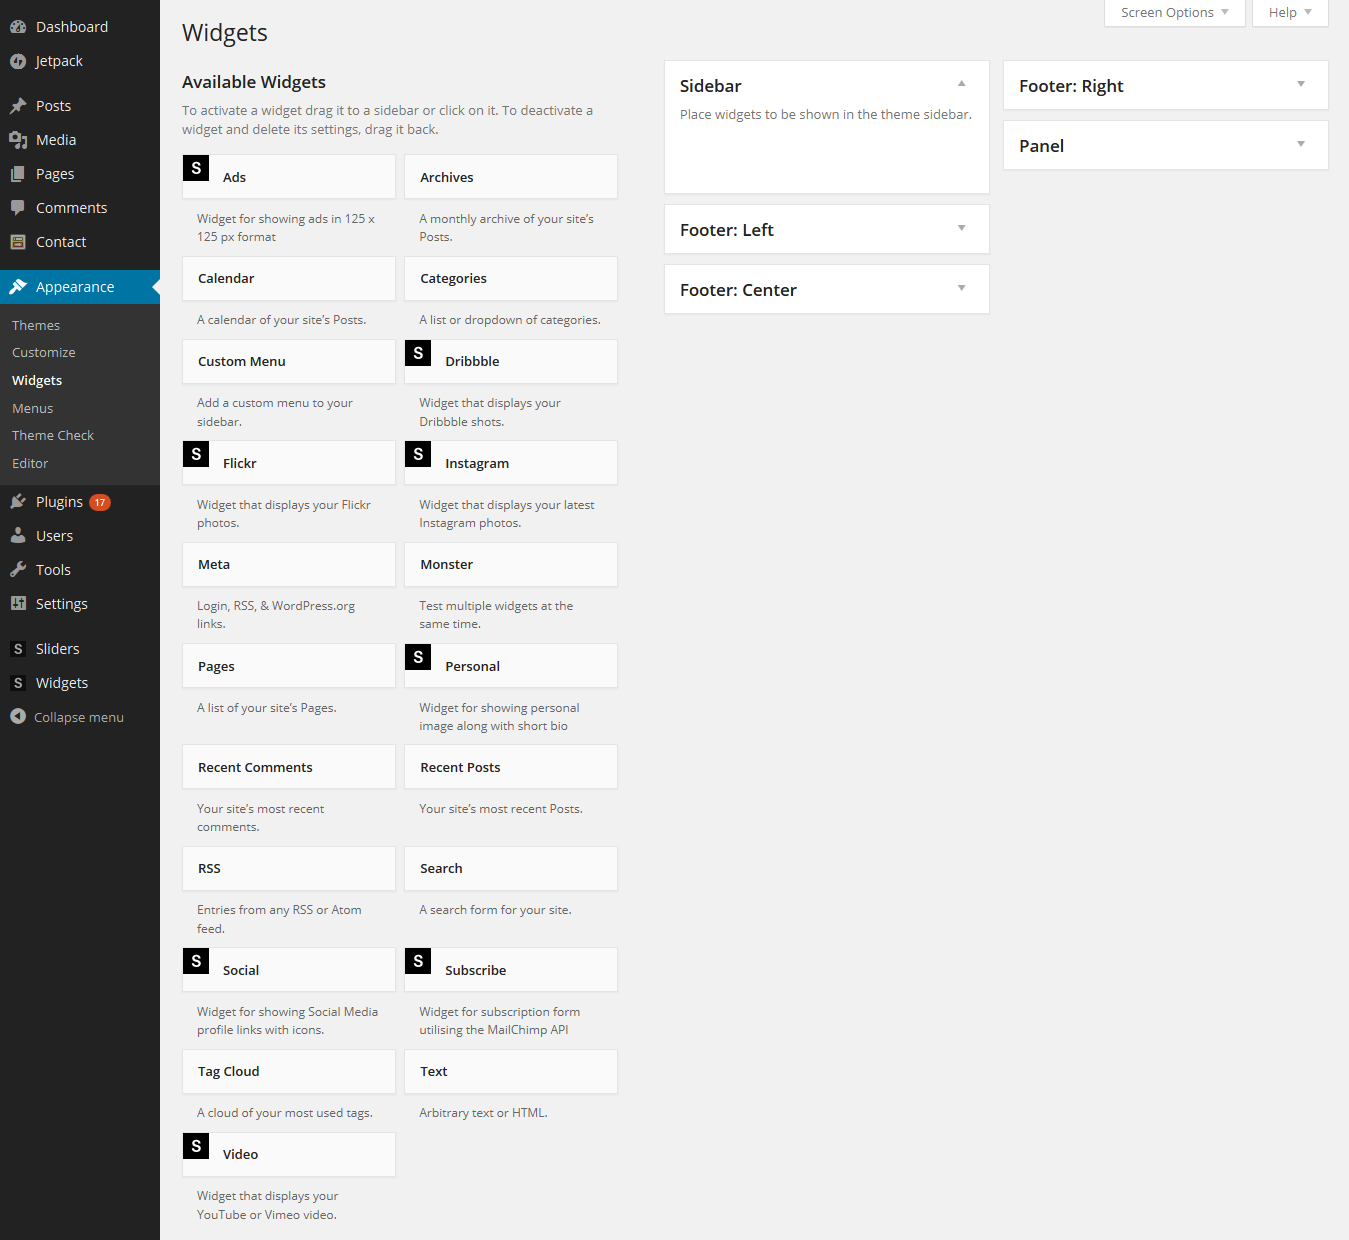 Dashboard
Jetpack
Posts
Media
Pages
Comments
Contact
Appearance
Themes
Customize
Widgets
Menus
Theme Check
Editor
Plugins 17
Users
Tools
Settings
S Sliders
S Widgets
Collapse menu
Screen Options
Help
Widgets
Available Widgets
To activate a widget drag it to a sidebar or click on it. To deactivate a
widget and delete its settings, drag it back.
S Ads
Widget for showing ads in 125 x
125 px format
Archives
A monthly archive of your site’s
Posts.
Calendar
A calendar of your site’s Posts.
Categories
A list or dropdown of categories.
Custom Menu
Add a custom menu to your
sidebar.
S Dribbble
Widget that displays your
Dribbble shots.
S Flickr
Widget that displays your Flickr
photos.
S Instagram
Widget that displays your latest
Instagram photos.
Meta
Login, RSS, & WordPress.org
links.
Monster
Test multiple widgets at the
same time.
Pages
A list of your site’s Pages.
S Personal
Widget for showing personal
image along with short bio
Recent Comments
Your site’s most recent
comments.
Recent Posts
Your site’s most recent Posts.
RSS
Entries from any RSS or Atom
feed.
Search
A search form for your site.
S Social
Widget for showing Social Media
profile links with icons.
S Subscribe
Widget for subscription form
utilising the MailChimp API
Tag Cloud
A cloud of your most used tags.
Text
Arbitrary text or HTML.
S Video
Widget that displays your
YouTube or Vimeo video.
Sidebar
Place widgets to be shown in the theme sidebar.
Footer: Left
Footer: Center
Footer: Right
Panel